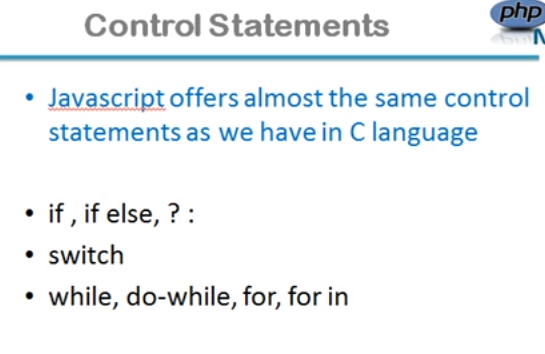 Control Statements
php
• Javascript offers almost the same control
statements as we have in C language
• if , if else, ? :
• switch
• while, do-while, for, for in